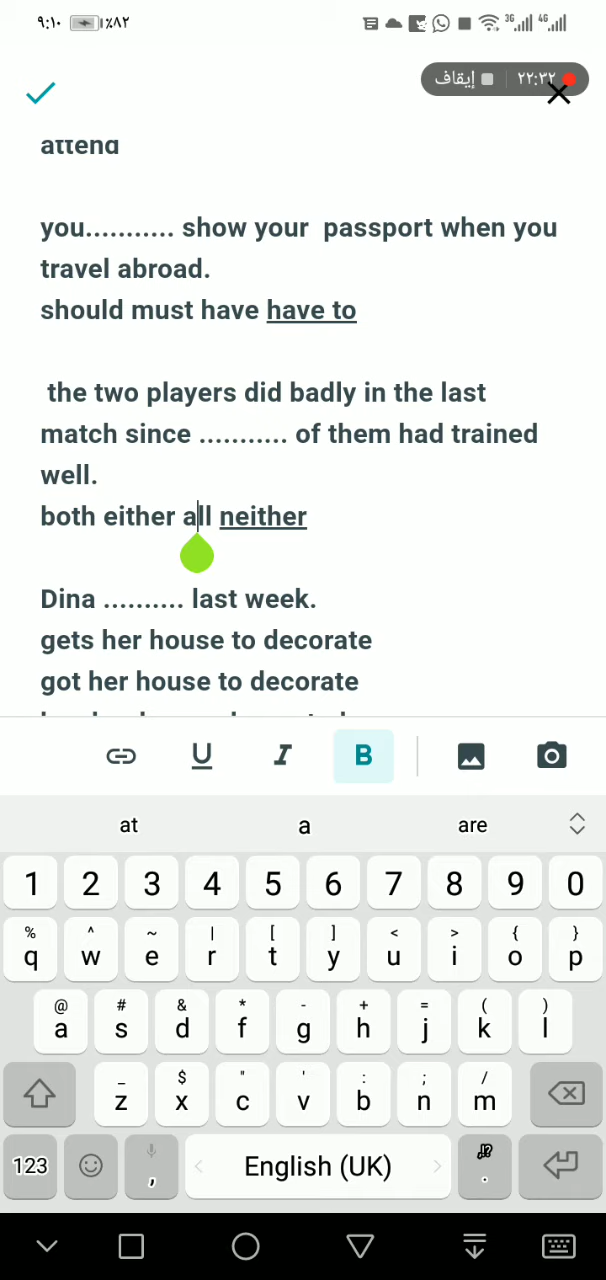 ٩:١٠ ٪٨٢ 3G 4G
إيقاف ٢٢:٣٢
attend
you........... show your  passport when you
travel abroad.
should must have have to
the two players did badly in the last
match since ........... of them had trained
well.
both either all neither
Dina .......... last week.
gets her house to decorate
got her house to decorate
U I B
at a are
1 2 3 4 5 6 7 8 9 0
% ^ ~ | [ ] < > { }
q w e r t y u i o p
@ # & * - + = ( )
a s d f g h j k l
_ $ " ' : ; /
z x c v b n m
123 , English (UK) .